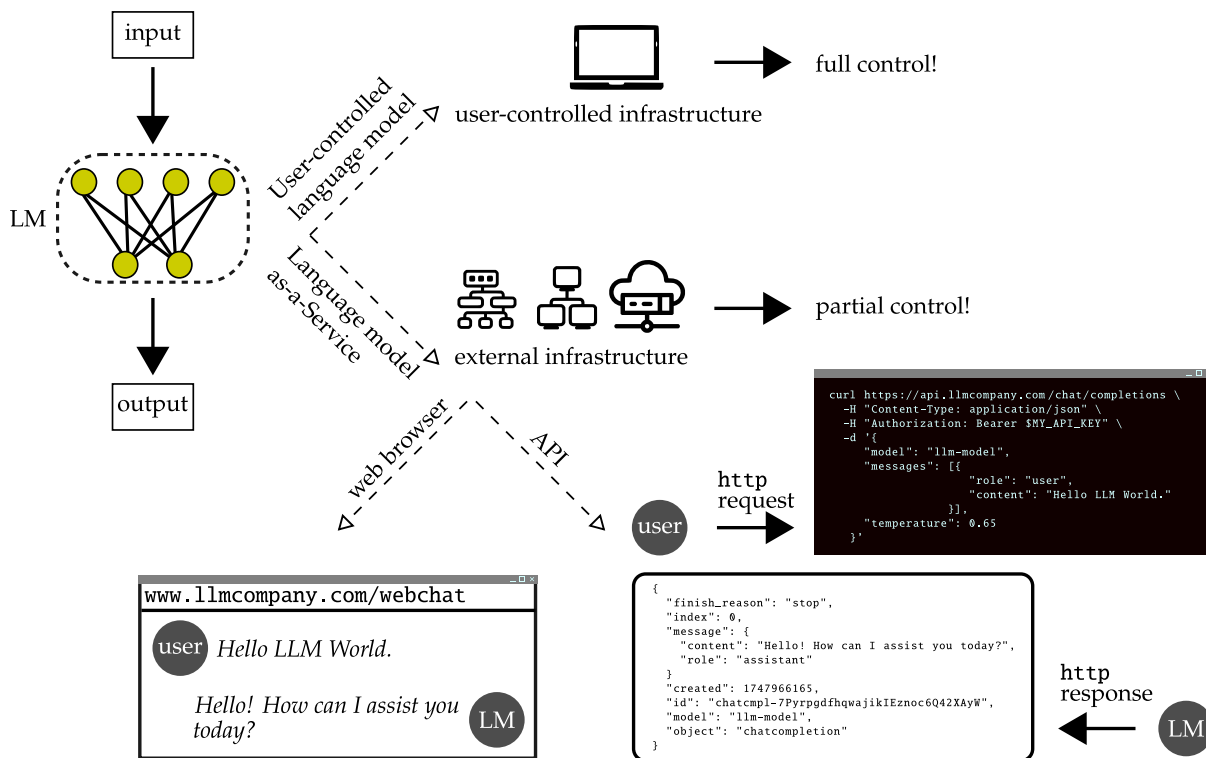 input
LM
output
User-controlled
language model
user-controlled infrastructure
full control!
Language model
as-a-Service
external infrastructure
partial control!
web browser
API
user
http
request
curl https://api.llmcompany.com/chat/completions \
-H "Content-Type: application/json" \
-H "Authorization: Bearer $MY_API_KEY" \
-d '{
"model": "llm-model",
"messages": [{
"role": "user",
"content": "Hello LLM World."
}],
"temperature": 0.65
}'
www.llmcompany.com/webchat
user
Hello LLM World.
Hello! How can I assist you
today?
LM
{
"finish_reason": "stop",
"index": 0,
"message": {
"content": "Hello! How can I assist you today?",
"role": "assistant"
}
"created": 1747966165,
"id": "chatcmpl-7PyrpgdfhqwajikIEznoc6Q42XAyW",
"model": "llm-model",
"object": "chatcompletion"
}
http
response
LM